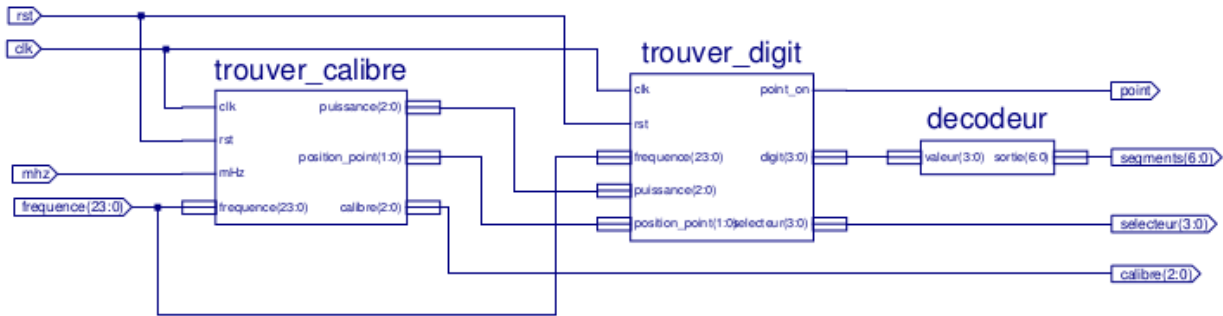 rst
clk
mhz
frequence(23:0)
trouver_calibre
clk
rst
mHz
frequence(23:0)
puissance(2:0)
position_point(1:0)
calibre(2:0)
trouver_digit
clk
rst
frequence(23:0)
puissance(2:0)
position_point(1:0)
point_on
digit(3:0)
selecteur(3:0)
decodeur
valeur(3:0) sortie(6:0)
point
segments(6:0)
selecteur(3:0)
calibre(2:0)